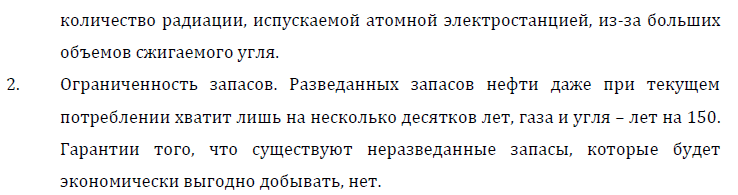 количество радиации, испускаемой атомной электростанцией, из-за больших
объемов сжигаемого угля.
2. Ограниченность запасов. Разведанных запасов нефти даже при текущем
потреблении хватит лишь на несколько десятков лет, газа и угля – лет на 150.
Гарантии того, что существуют неразведанные запасы, которые будет
экономически выгодно добывать, нет.